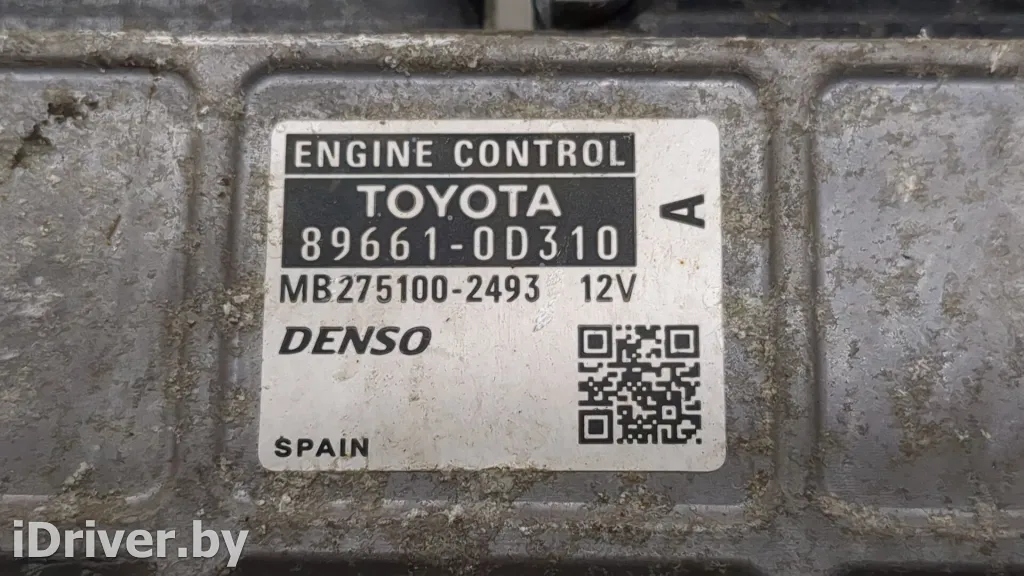 ENGINE CONTROL
TOYOTA
89661-0D310
A
MB275100-2493 12V
DENSO
SPAIN
iDriver.by